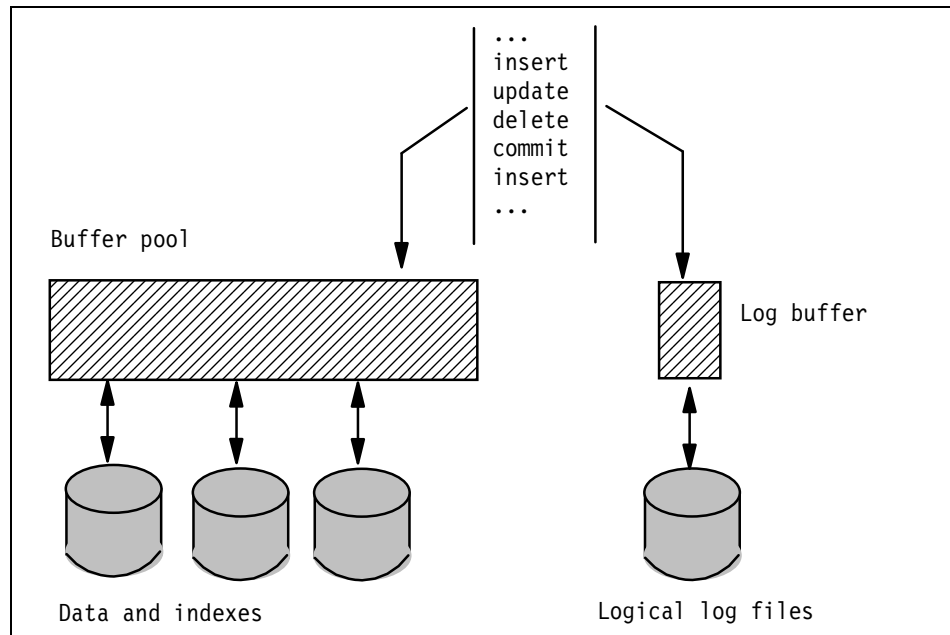 ...
insert
update
delete
commit
insert
...
Buffer pool
Log buffer
Data and indexes
Logical log files